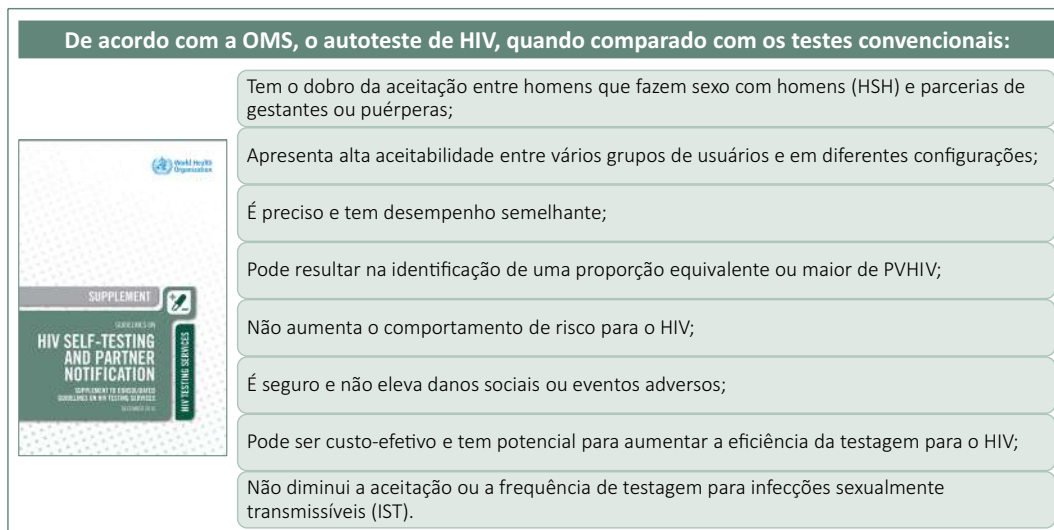 De acordo com a OMS, o autoteste de HIV, quando comparado com os testes convencionais:
Tem o dobro da aceitação entre homens que fazem sexo com homens (HSH) e parcerias de
gestantes ou puérperas;
Apresenta alta aceitabilidade entre vários grupos de usuários e em diferentes configurações;
É preciso e tem desempenho semelhante;
Pode resultar na identificação de uma proporção equivalente ou maior de PVHIV;
Não aumenta o comportamento de risco para o HIV;
É seguro e não eleva danos sociais ou eventos adversos;
Pode ser custo-efetivo e tem potencial para aumentar a eficiência da testagem para o HIV;
Não diminui a aceitação ou a frequência de testagem para infecções sexualmente
transmissíveis (IST).
World Health
Organization
SUPPLEMENT
GUIDELINES ON
HIV SELF-TESTING
AND PARTNER
NOTIFICATION
SUPPLEMENT TO CONSOLIDATED
GUIDELINES ON HIV TESTING SERVICES
HIV TESTING SERVICES